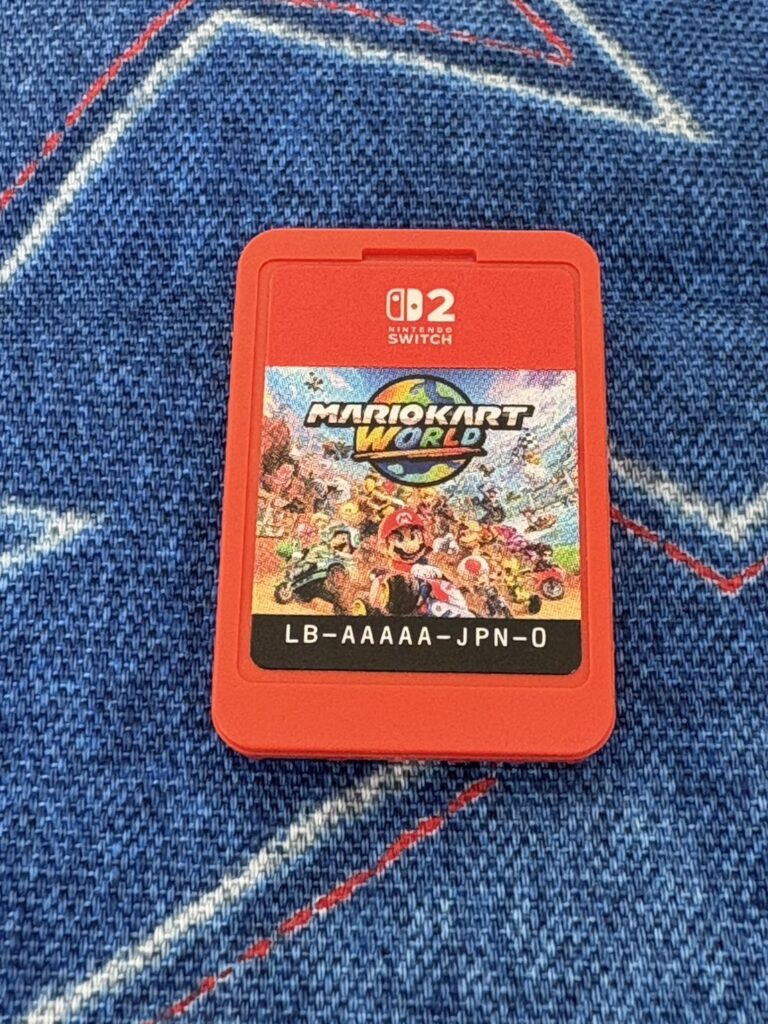 2
NINTENDO
SWITCH
MARIOKART
WORLD
LB-AAAAA-JPN-0